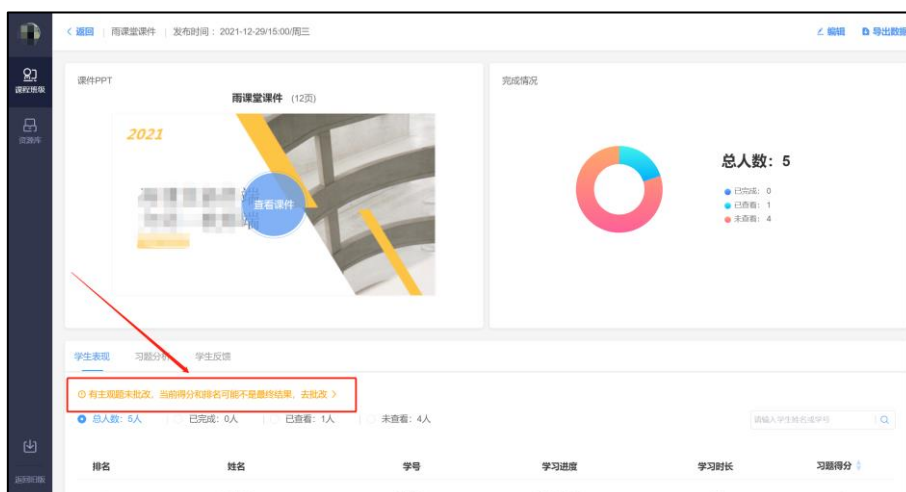 < 返回 | 雨课堂课件 | 发布时间：2021-12-29/15:00/周三
编辑 导出数据
课程班级
资源库
课件PPT
雨课堂课件 (12页)
2021
查看课件
完成情况
总人数：5
已完成：0
已查看：1
未查看：4
学生表现 习题分析 学生反馈
有主观题未批改，当前得分和排名可能不是最终结果，去批改 >
总人数：5人 已完成：0人 已查看：1人 未查看：4人
请输入学生姓名或学号
排名 姓名 学号 学习进度 学习时长 习题得分
返回旧版